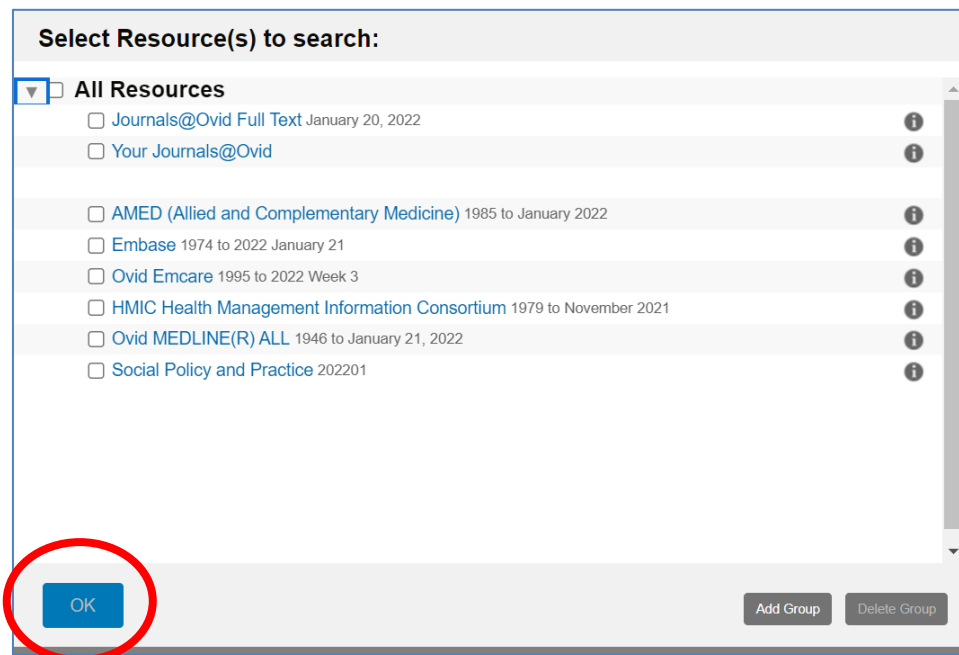 Select Resource(s) to search:
All Resources
Journals@Ovid Full Text January 20, 2022
Your Journals@Ovid
AMED (Allied and Complementary Medicine) 1985 to January 2022
Embase 1974 to 2022 January 21
Ovid Emcare 1995 to 2022 Week 3
HMIC Health Management Information Consortium 1979 to November 2021
Ovid MEDLINE(R) ALL 1946 to January 21, 2022
Social Policy and Practice 202201
OK
Add Group
Delete Group